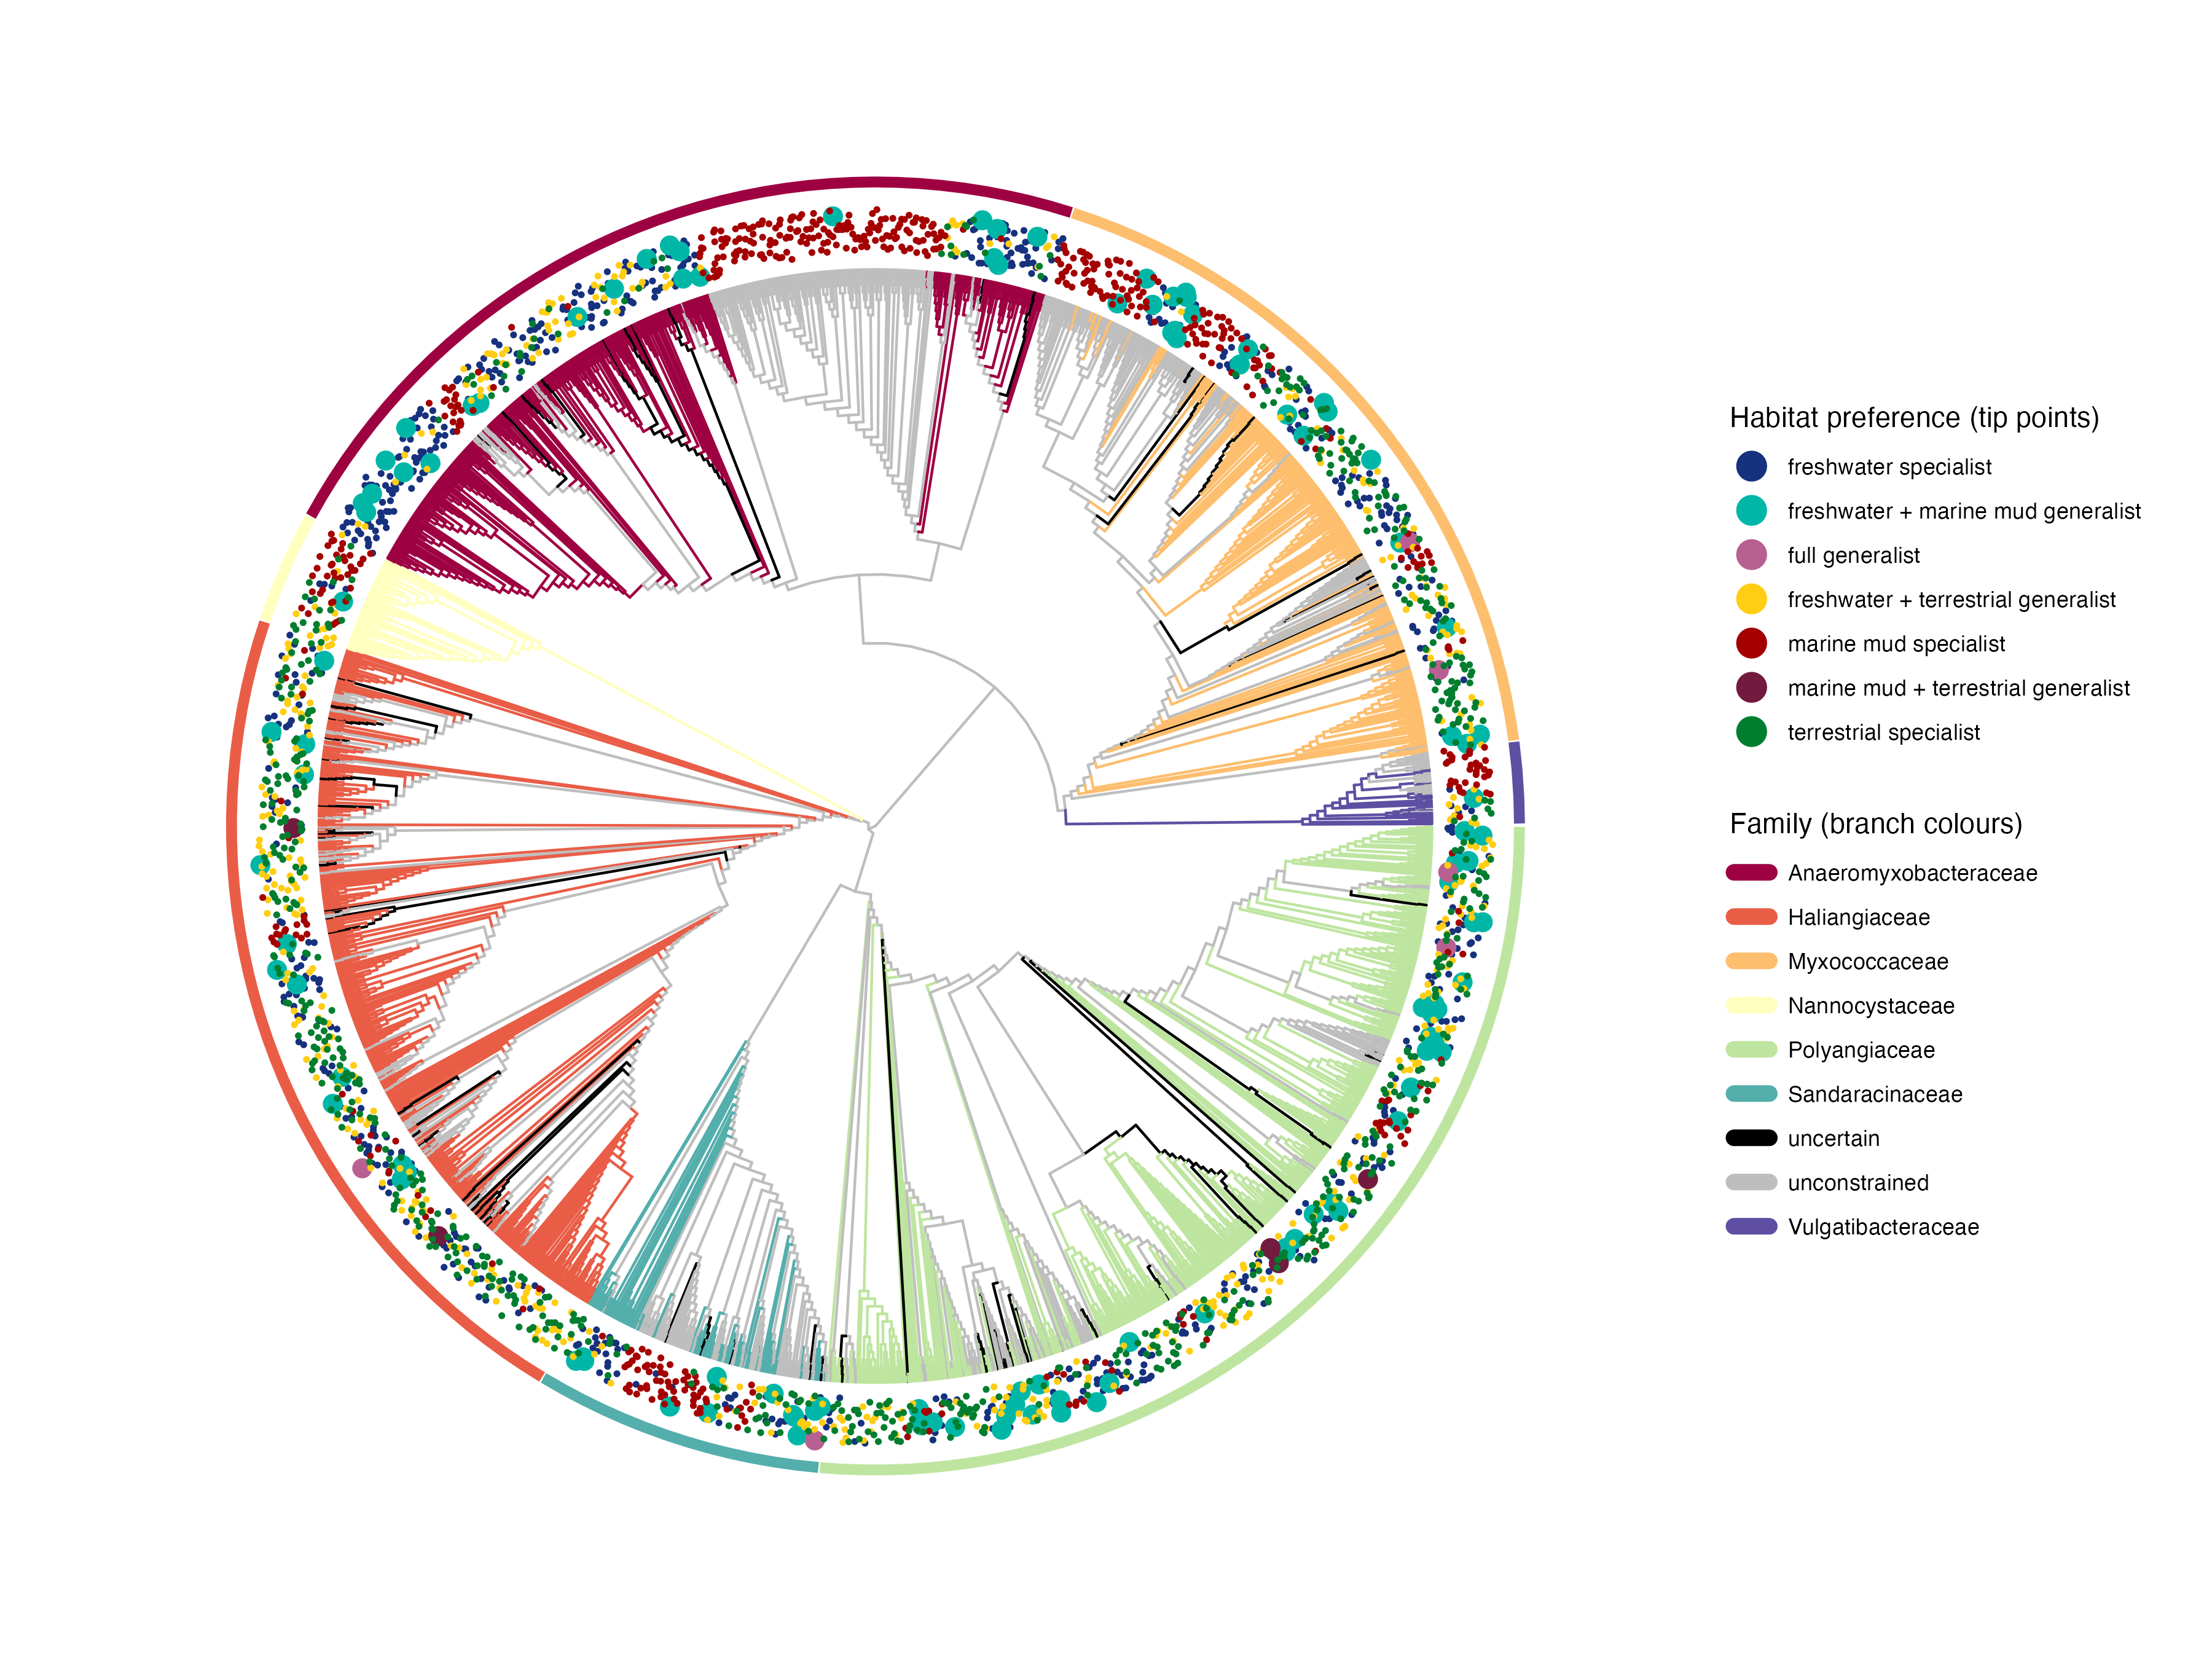 Habitat preference (tip points)
freshwater specialist
freshwater + marine mud generalist
full generalist
freshwater + terrestrial generalist
marine mud specialist
marine mud + terrestrial generalist
terrestrial specialist
Family (branch colours)
Anaeromyxobacteraceae
Haliangiaceae
Myxococcaceae
Nannocystaceae
Polyangiaceae
Sandaracinaceae
uncertain
unconstrained
Vulgatibacteraceae